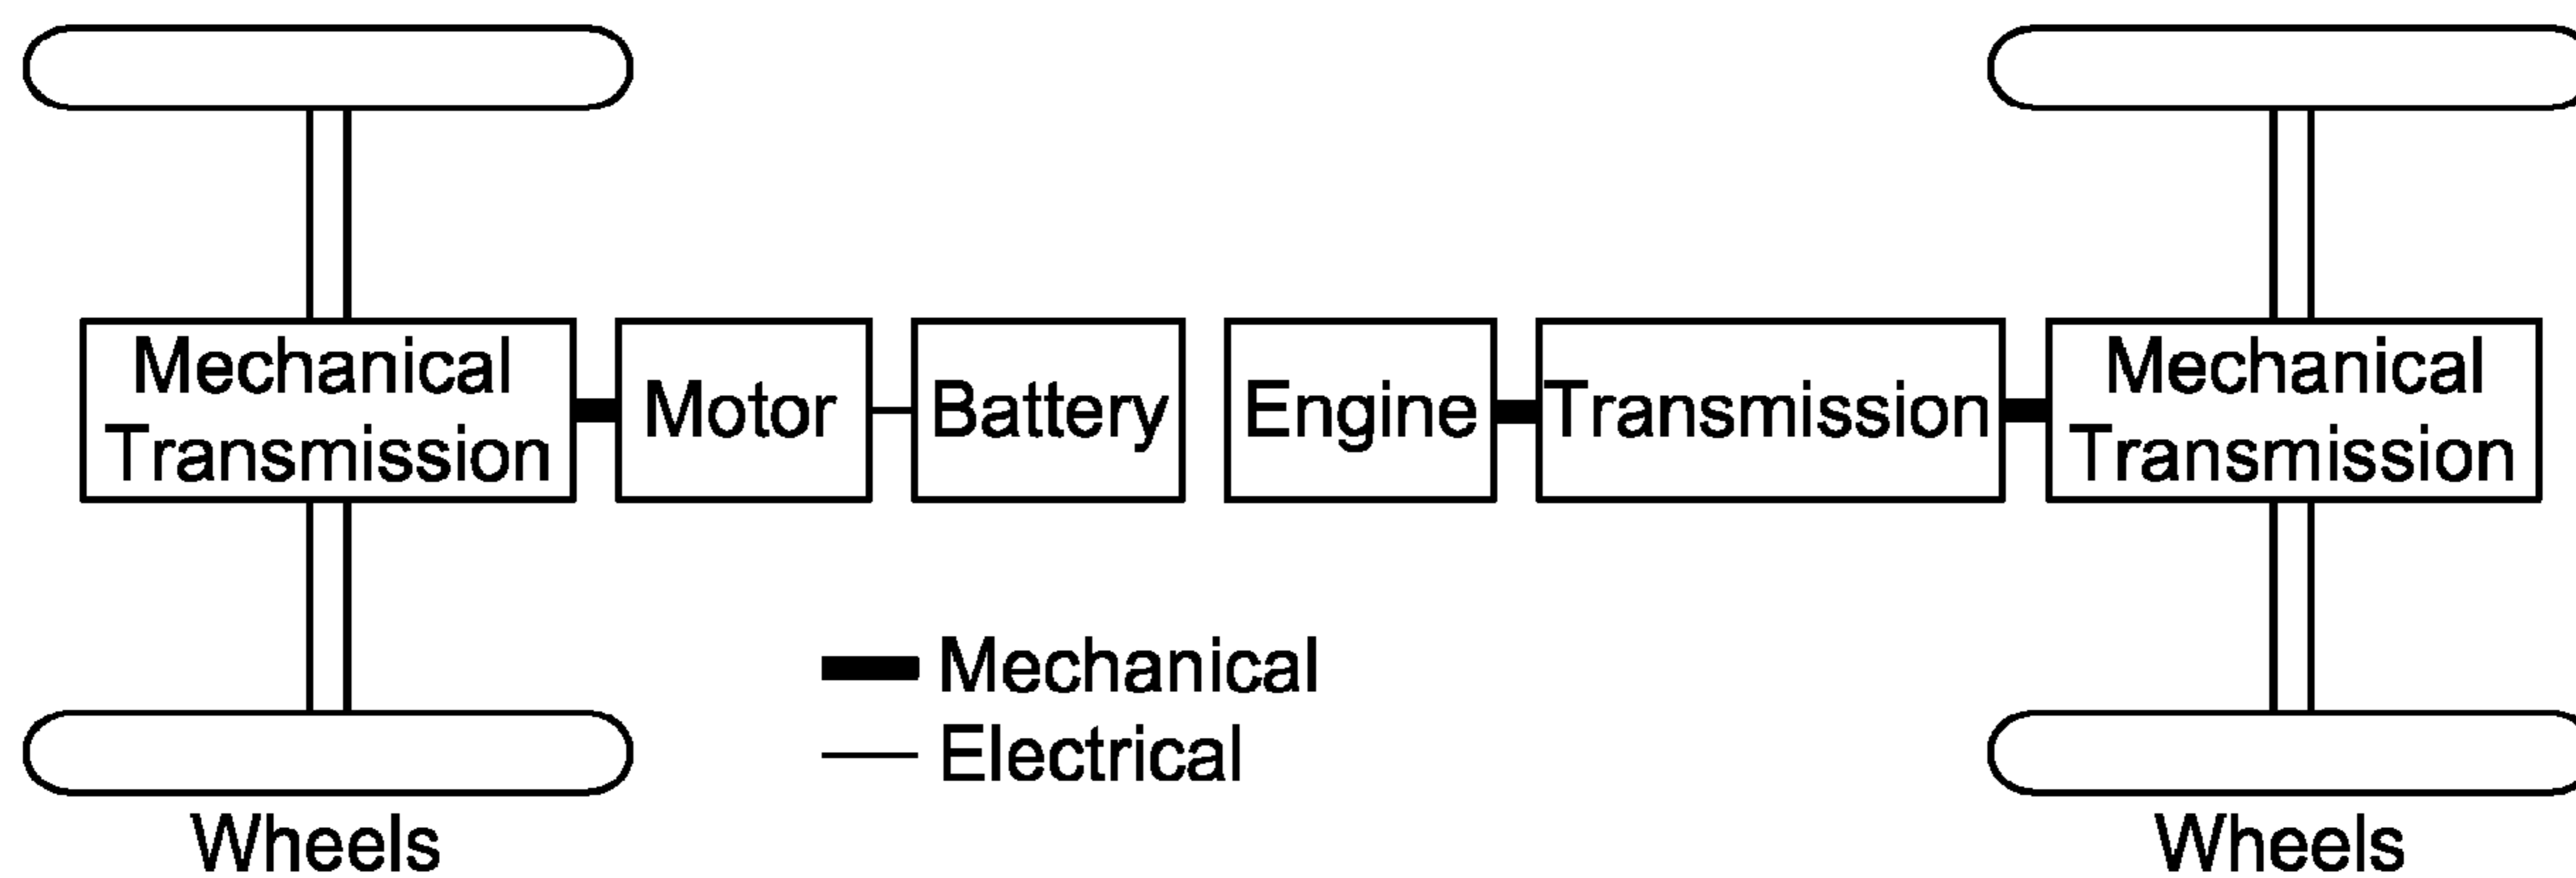 Mechanical
Transmission
Motor
Battery
Engine
Transmission
Mechanical
Transmission
Mechanical
Electrical
Wheels
Wheels